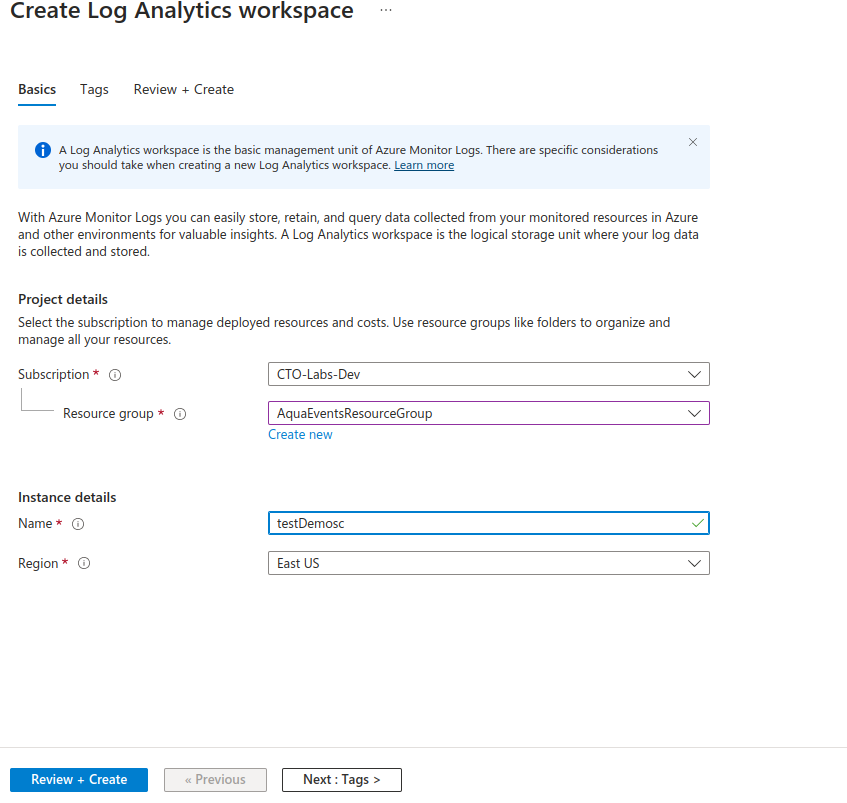 Create Log Analytics workspace ...
Basics Tags Review + Create
A Log Analytics workspace is the basic management unit of Azure Monitor Logs. There are specific considerations
you should take when creating a new Log Analytics workspace. Learn more
With Azure Monitor Logs you can easily store, retain, and query data collected from your monitored resources in Azure
and other environments for valuable insights. A Log Analytics workspace is the logical storage unit where your log data
is collected and stored.
Project details
Select the subscription to manage deployed resources and costs. Use resource groups like folders to organize and
manage all your resources.
Subscription * CTO-Labs-Dev
Resource group * AquaEventsResourceGroup
Create new
Instance details
Name * testDemosc
Region * East US
Review + Create « Previous Next : Tags >